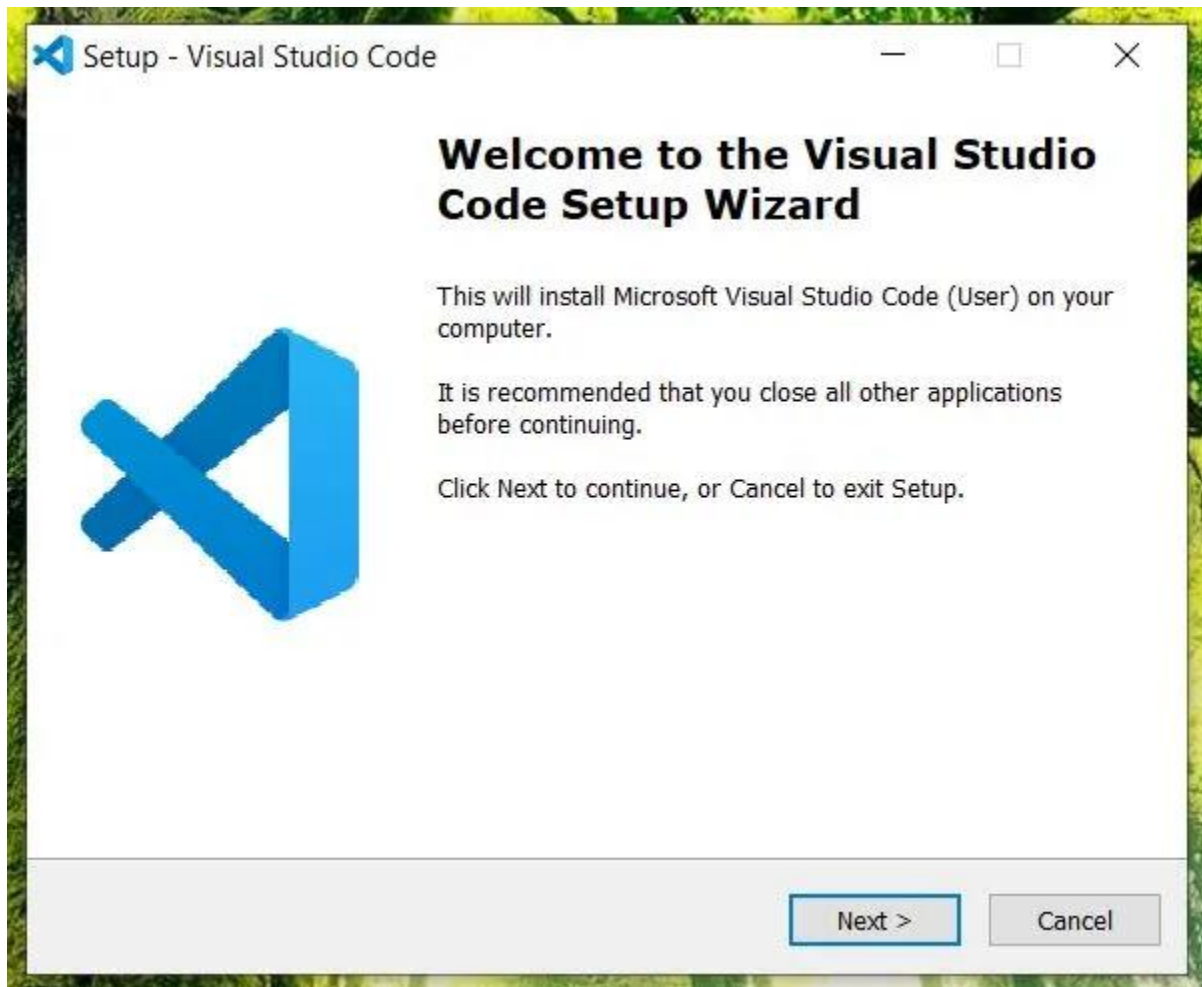 Setup - Visual Studio Code
Welcome to the Visual Studio
Code Setup Wizard
This will install Microsoft Visual Studio Code (User) on your
computer.
It is recommended that you close all other applications
before continuing.
Click Next to continue, or Cancel to exit Setup.
Next >
Cancel